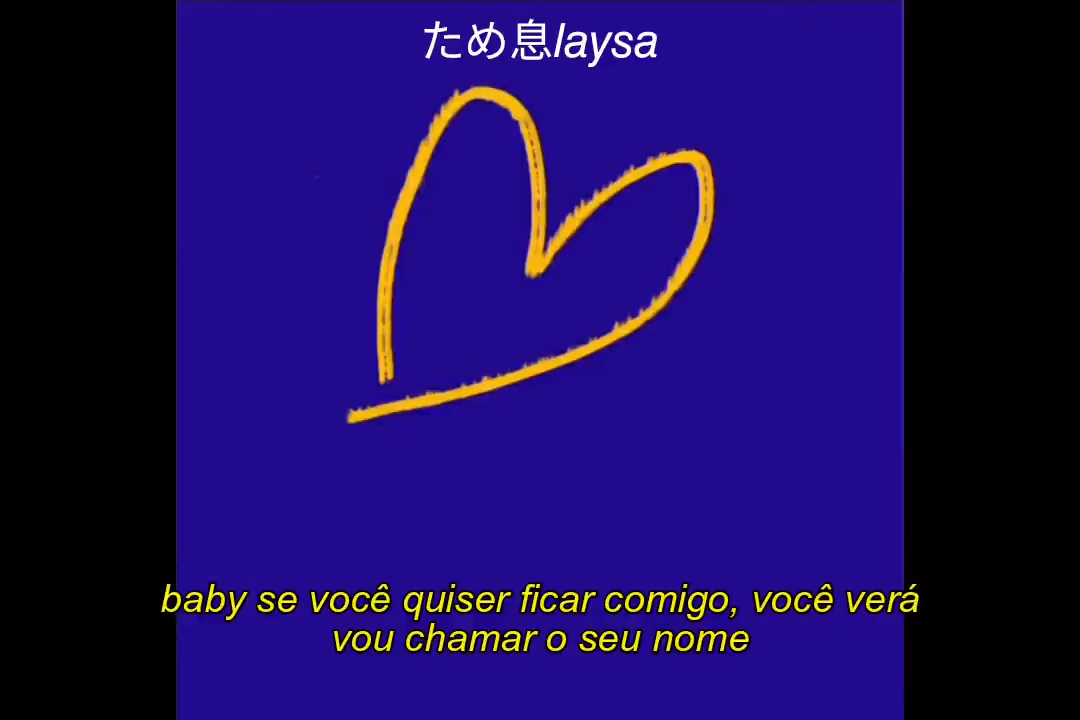 ため息laysa
baby se você quiser ficar comigo, você verá
vou chamar o seu nome